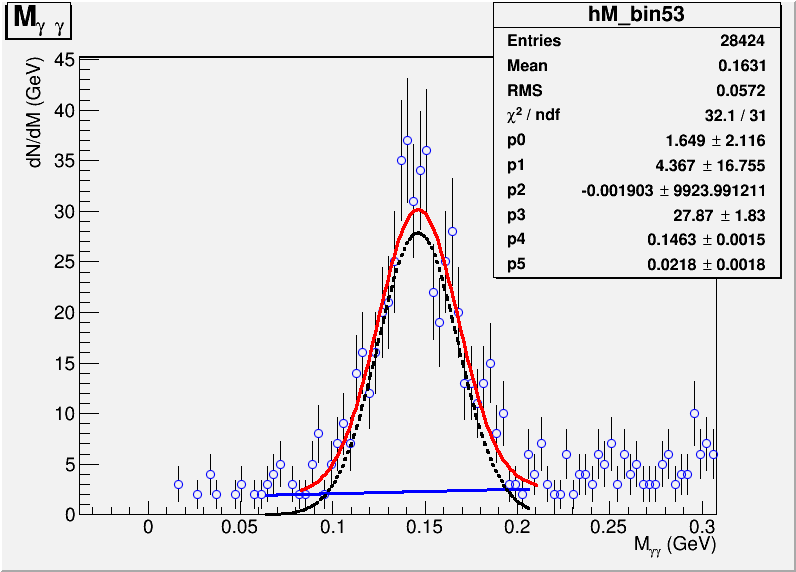 M γ γ
hM_bin53
Entries 28424
Mean 0.1631
RMS 0.0572
χ² / ndf 32.1 / 31
p0 1.649 ± 2.116
p1 4.367 ± 16.755
p2 -0.001903 ± 9923.991211
p3 27.87 ± 1.83
p4 0.1463 ± 0.0015
p5 0.0218 ± 0.0018
dN/dM (GeV)
45
40
35
30
25
20
15
10
5
0
0 0.05 0.1 0.15 0.2 0.25 0.3
M γγ (GeV)